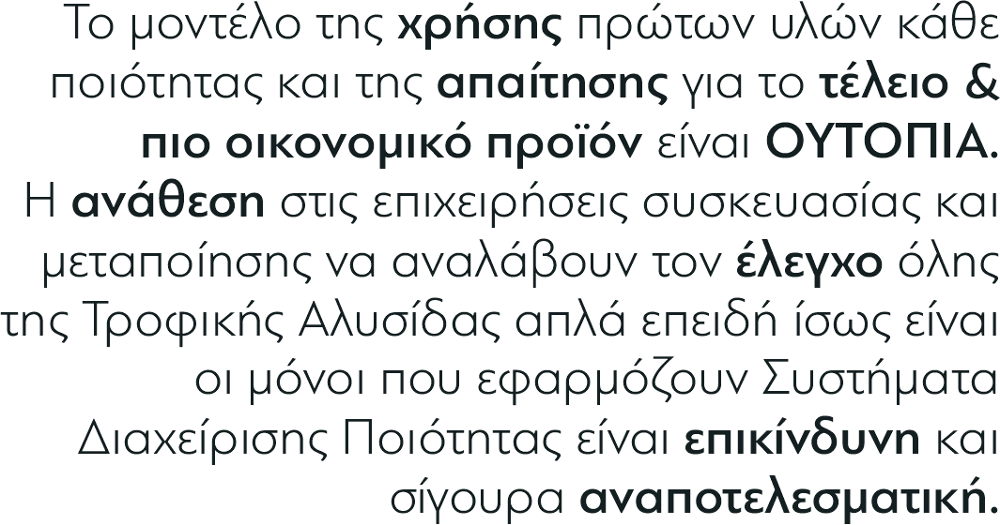 Το μοντέλο της χρήσης πρώτων υλών κάθε
ποιότητας και της απαίτησης για το τέλειο &
πιο οικονομικό προϊόν είναι ΟΥΤΟΠΙΑ.
Η ανάθεση στις επιχειρήσεις συσκευασίας και
μεταποίησης να αναλάβουν τον έλεγχο όλης
της Τροφικής Αλυσίδας απλά επειδή ίσως είναι
οι μόνοι που εφαρμόζουν Συστήματα
Διαχείρισης Ποιότητας είναι επικίνδυνη και
σίγουρα αναποτελεσματική.